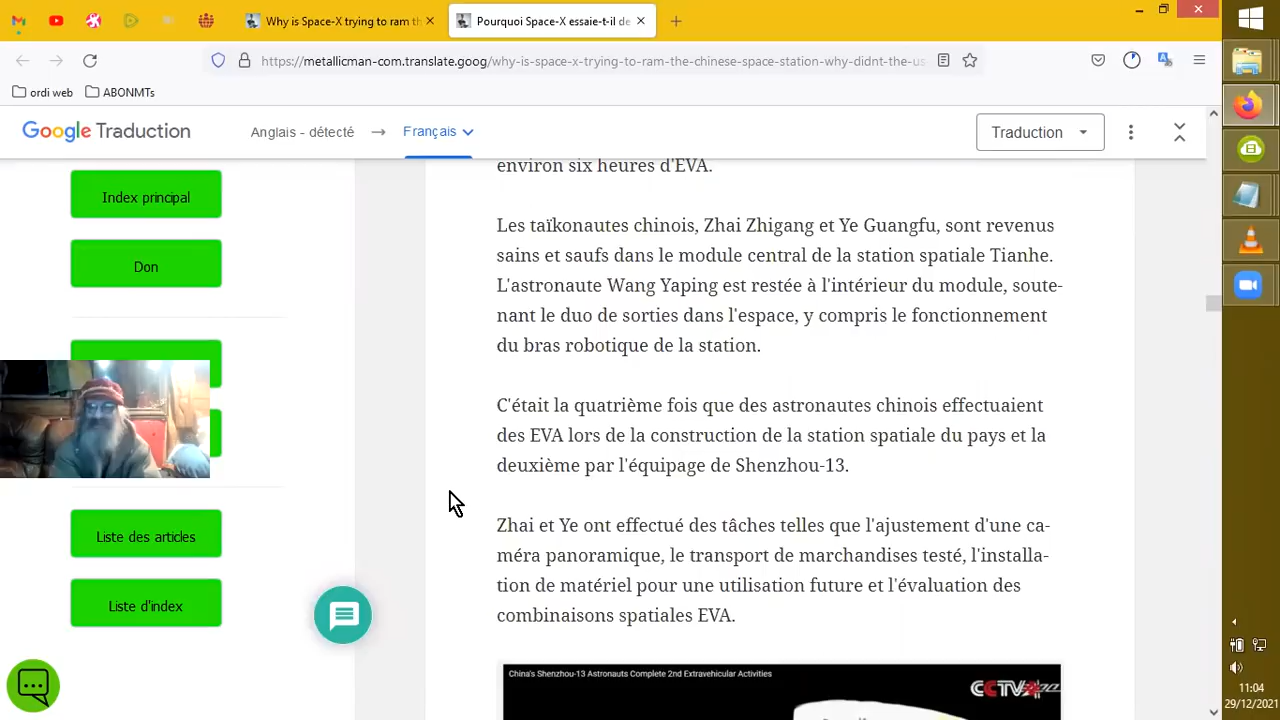 Why is Space-X trying to ram th
Pourquoi Space-X essaie-t-il de
https://metallicman-com.translate.goog/why-is-space-x-trying-to-ram-the-chinese-space-station-why-didnt-the-us
ordi web
ABONMTs
Google Traduction
Anglais - détecté
Français
Traduction
Index principal
Don
Liste des articles
Liste d'index
environ six heures d'EVA.
Les taïkonautes chinois, Zhai Zhigang et Ye Guangfu, sont revenus
sains et saufs dans le module central de la station spatiale Tianhe.
L'astronaute Wang Yaping est restée à l'intérieur du module, soute-
nant le duo de sorties dans l'espace, y compris le fonctionnement
du bras robotique de la station.
C'était la quatrième fois que des astronautes chinois effectuaient
des EVA lors de la construction de la station spatiale du pays et la
deuxième par l'équipage de Shenzhou-13.
Zhai et Ye ont effectué des tâches telles que l'ajustement d'une ca-
méra panoramique, le transport de marchandises testé, l'installa-
tion de matériel pour une utilisation future et l'évaluation des
combinaisons spatiales EVA.
China's Shenzhou-13 Astronauts Complete 2nd Extravehicular Activities
CCTV
11:04
29/12/2021